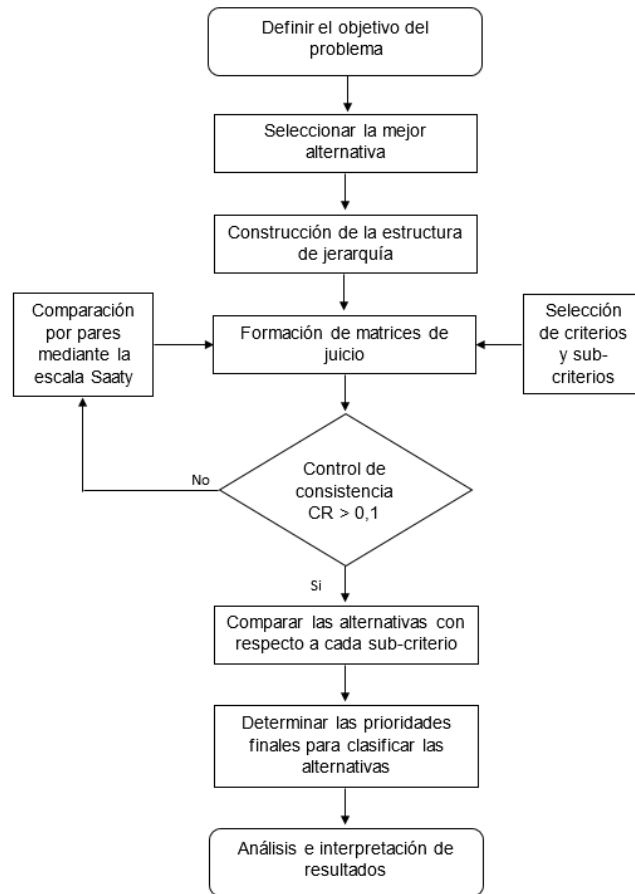 Definir el objetivo del
problema
Seleccionar la mejor
alternativa
Construcción de la estructura
de jerarquía
Comparación
por pares
mediante la
escala Saaty
Formación de matrices de
juicio
Selección
de criterios
y sub-
criterios
No
Control de
consistencia
CR > 0,1
Si
Comparar las alternativas con
respecto a cada sub-criterio
Determinar las prioridades
finales para clasificar las
alternativas
Análisis e interpretación de
resultados